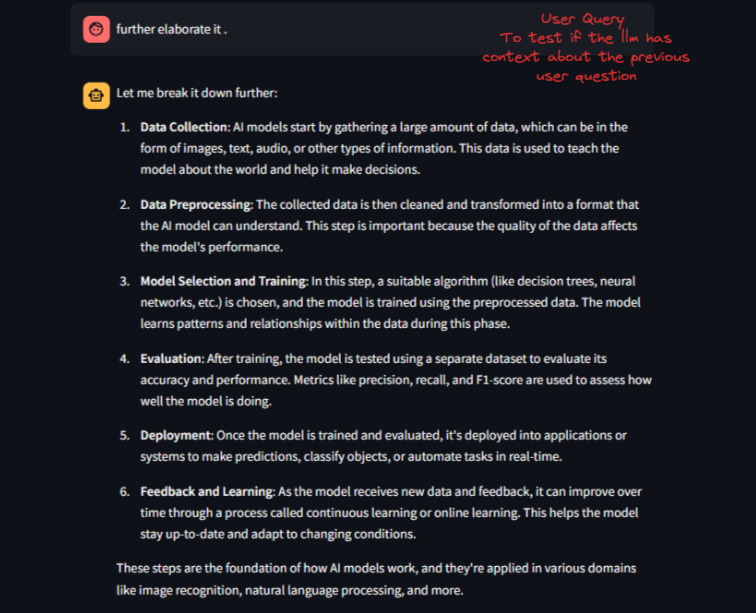 further elaborate it .
User Query
To test if the llm has
context about the previous
user question
Let me break it down further:
1. Data Collection: AI models start by gathering a large amount of data, which can be in the
form of images, text, audio, or other types of information. This data is used to teach the
model about the world and help it make decisions.
2. Data Preprocessing: The collected data is then cleaned and transformed into a format that
the AI model can understand. This step is important because the quality of the data affects
the model's performance.
3. Model Selection and Training: In this step, a suitable algorithm (like decision trees, neural
networks, etc.) is chosen, and the model is trained using the preprocessed data. The model
learns patterns and relationships within the data during this phase.
4. Evaluation: After training, the model is tested using a separate dataset to evaluate its
accuracy and performance. Metrics like precision, recall, and F1-score are used to assess how
well the model is doing.
5. Deployment: Once the model is trained and evaluated, it's deployed into applications or
systems to make predictions, classify objects, or automate tasks in real-time.
6. Feedback and Learning: As the model receives new data and feedback, it can improve over
time through a process called continuous learning or online learning. This helps the model
stay up-to-date and adapt to changing conditions.
These steps are the foundation of how AI models work, and they're applied in various domains
like image recognition, natural language processing, and more.